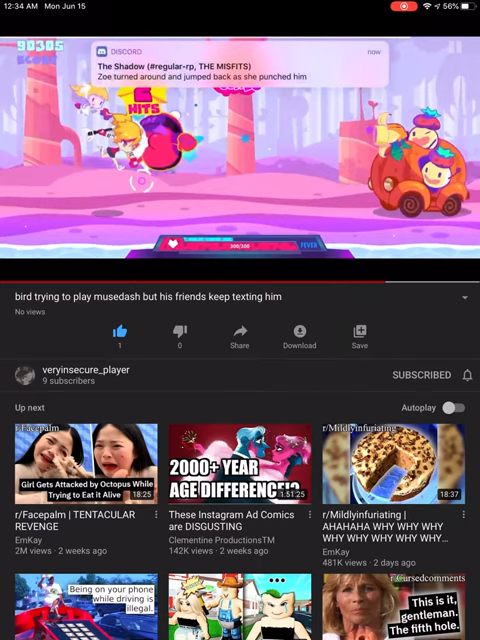 12:34 AM Mon Jun 15
56%
90305
SCORE
DISCORD
now
The Shadow (#regular-rp, THE MISFITS)
Zoe turned around and jumped back as she punched him
6
HITS
300/300
FEVER
bird trying to play musedash but his friends keep texting him
No views
1
0
Share
Download
Save
veryinsecure_player
9 subscribers
SUBSCRIBED
Up next
Autoplay
r/Facepalm
Girl Gets Attacked by Octopus While
Trying to Eat it Alive
18:25
2000+ YEAR
AGE DIFFERENCE!?
1:51:25
r/Mildlyinfuriating
18:37
r/Facepalm | TENTACULAR
REVENGE
EmKay
2M views · 2 weeks ago
These Instagram Ad Comics
are DISGUSTING
Clementine ProductionsTM
142K views · 2 weeks ago
r/Mildlyinfuriating |
AHAHAHA WHY WHY WHY
WHY WHY WHY WHY WHY...
EmKay
481K views · 2 days ago
Being on your phone
while driving is
illegal.
r/Cursedcomments
This is it,
gentleman.
The fifth hole.